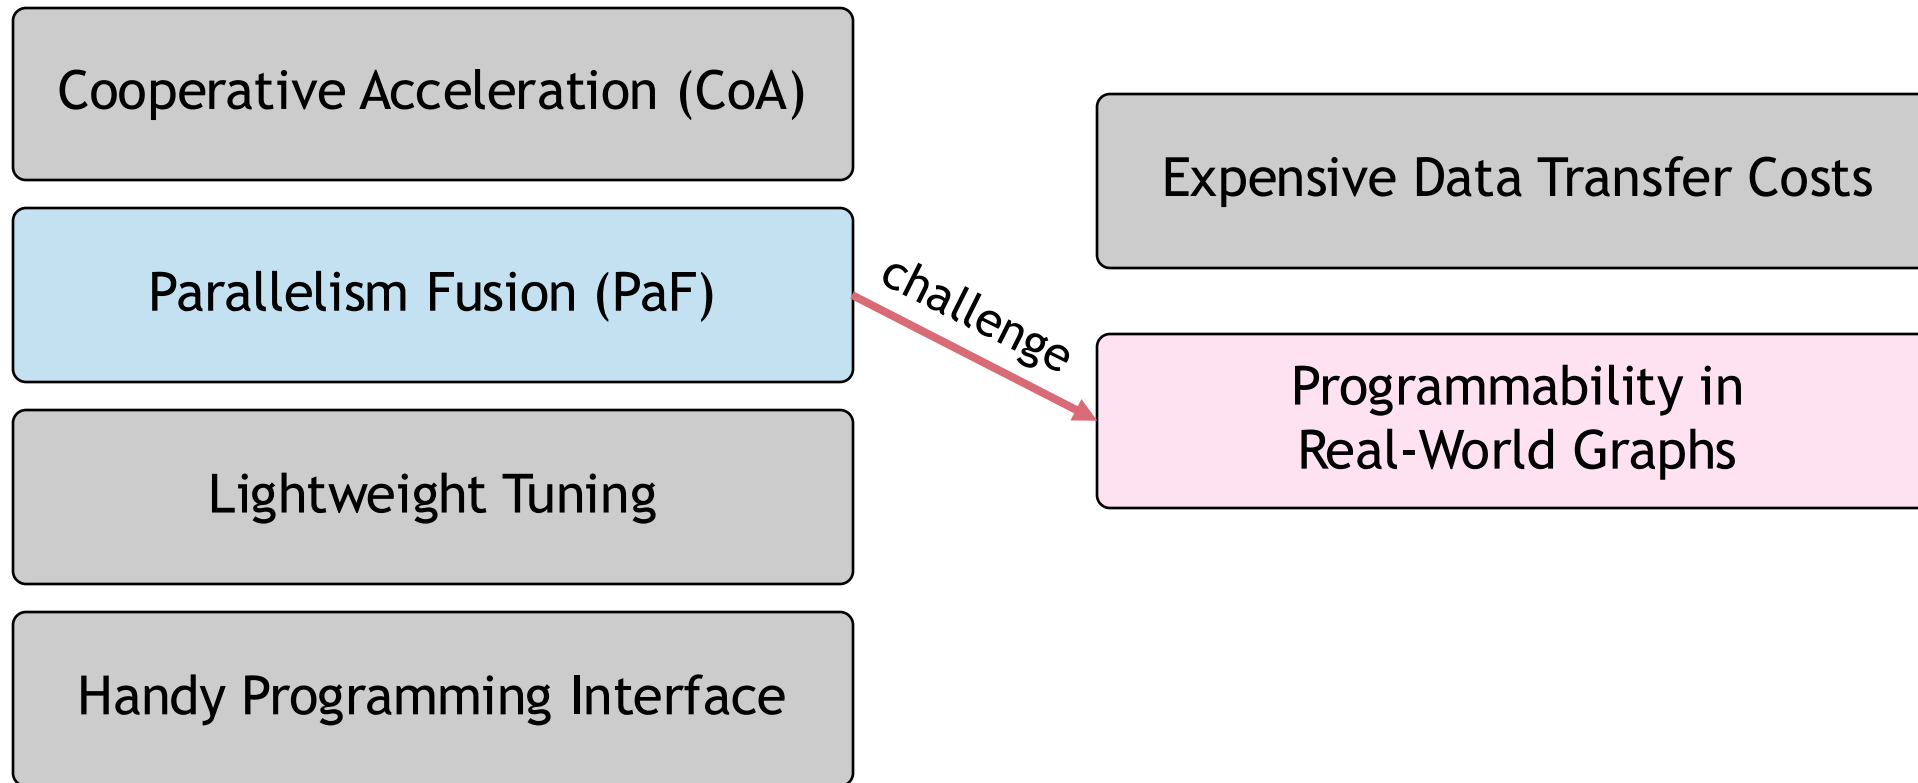 Cooperative Acceleration (CoA)
Parallelism Fusion (PaF)
Lightweight Tuning
Handy Programming Interface
challenge
Expensive Data Transfer Costs
Programmability in
Real-World Graphs